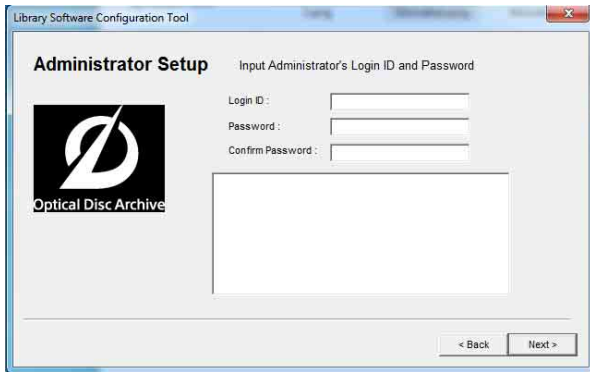 Library Software Configuration Tool
Administrator Setup
Input Administrator's Login ID and Password
Login ID :
Password :
Confirm Password :
Optical Disc Archive
< Back
Next >